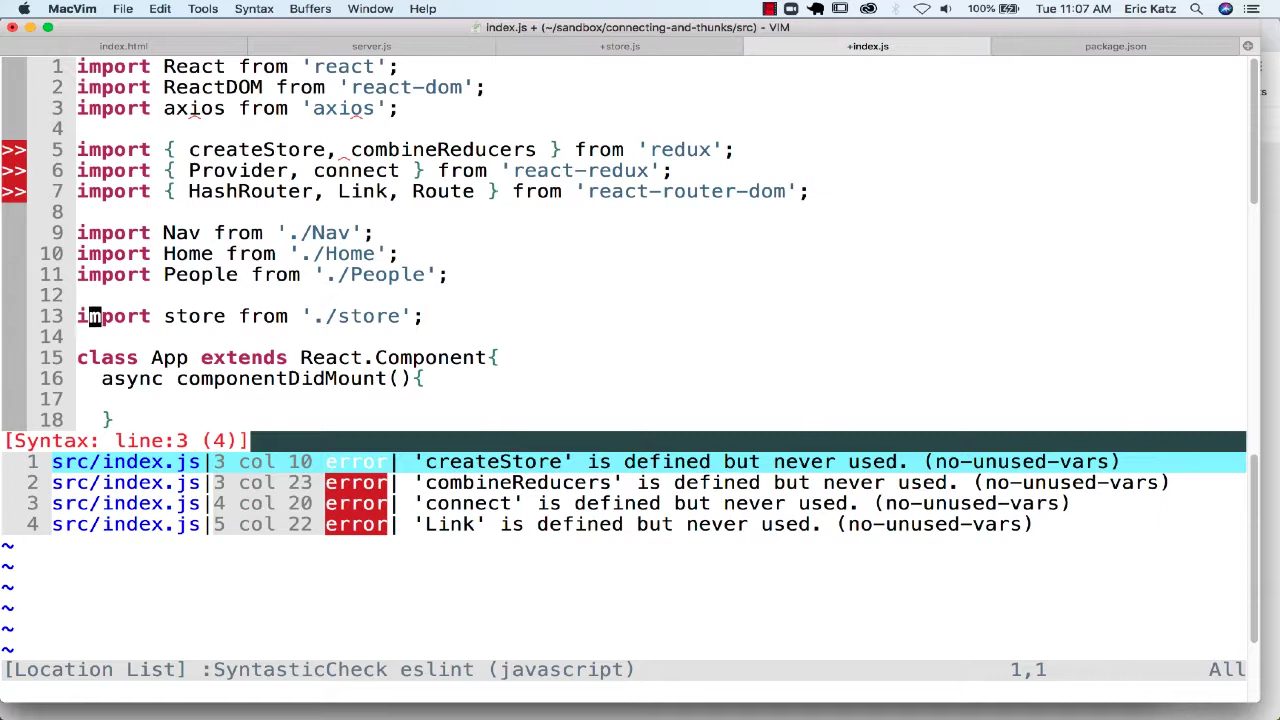 MacVim File Edit Tools Syntax Buffers Window Help 100% Tue 11:07 AM Eric Katz
index.js + (~/sandbox/connecting-and-thunks/src) - VIM
index.html server.js +store.js +index.js package.json
1 import React from 'react';
2 import ReactDOM from 'react-dom';
3 import axios from 'axios';
4
>> 5 import { createStore, combineReducers } from 'redux';
>> 6 import { Provider, connect } from 'react-redux';
>> 7 import { HashRouter, Link, Route } from 'react-router-dom';
8
9 import Nav from './Nav';
10 import Home from './Home';
11 import People from './People';
12
13 import store from './store';
14
15 class App extends React.Component{
16 async componentDidMount(){
17
18 }
[Syntax: line:3 (4)]
1 src/index.js|3 col 10 error| 'createStore' is defined but never used. (no-unused-vars)
2 src/index.js|3 col 23 error| 'combineReducers' is defined but never used. (no-unused-vars)
3 src/index.js|4 col 20 error| 'connect' is defined but never used. (no-unused-vars)
4 src/index.js|5 col 22 error| 'Link' is defined but never used. (no-unused-vars)
~
~
~
~
~
~
[Location List] :SyntasticCheck eslint (javascript) 1,1 All